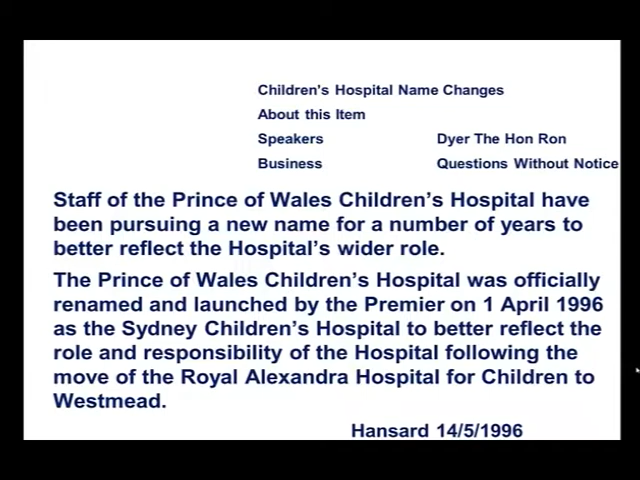 Children's Hospital Name Changes
About this Item
Speakers Dyer The Hon Ron
Business Questions Without Notice
Staff of the Prince of Wales Children's Hospital have
been pursuing a new name for a number of years to
better reflect the Hospital's wider role.
The Prince of Wales Children's Hospital was officially
renamed and launched by the Premier on 1 April 1996
as the Sydney Children's Hospital to better reflect the
role and responsibility of the Hospital following the
move of the Royal Alexandra Hospital for Children to
Westmead.
Hansard 14/5/1996